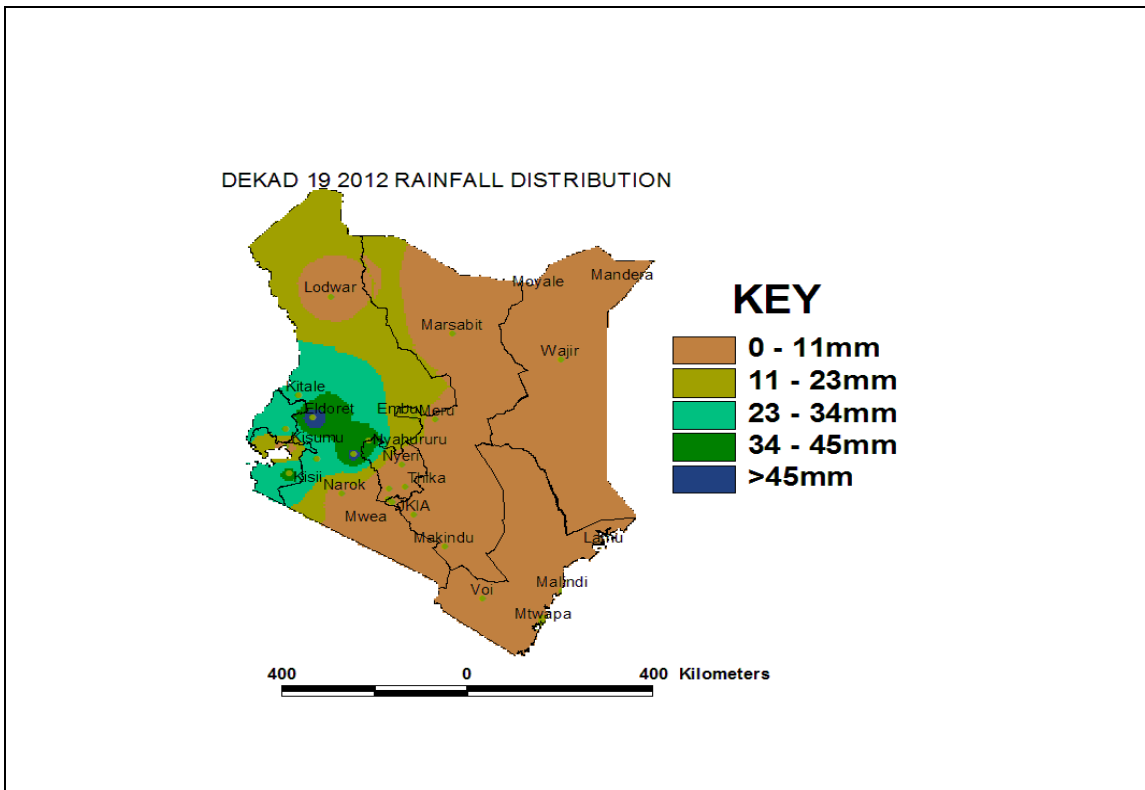 DEKAD 19 2012 RAINFALL DISTRIBUTION
Lodwar
Moyale
Mandera
Marsabit
Wajir
Kitale
Eldoret
Embu
Meru
Kisumu
Nyahururu
Nyeri
Kisii
Narok
Thika
Mwea
JKIA
Makindu
Lamu
Voi
Malindi
Mtwapa
KEY
0 - 11mm
11 - 23mm
23 - 34mm
34 - 45mm
>45mm
400 0 400 Kilometers